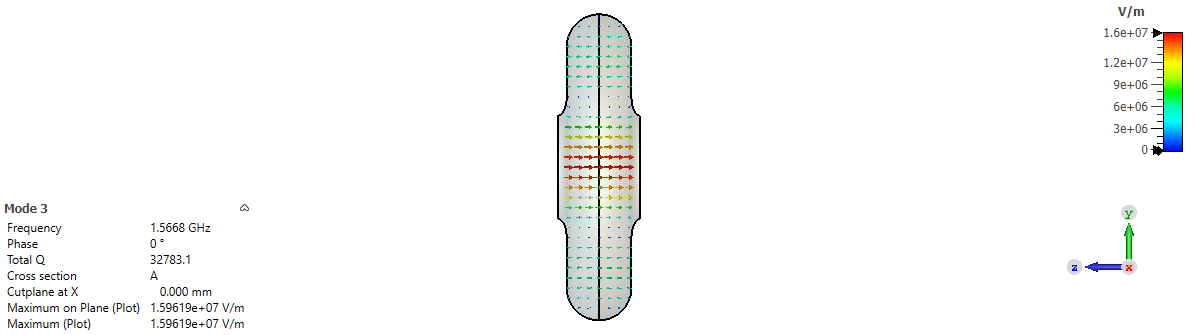 V/m
1.6e+07
1.2e+07
9e+06
6e+06
3e+06
0
Mode 3
Frequency 1.5668 GHz
Phase 0 °
Total Q 32783.1
Cross section A
Cutplane at X 0.000 mm
Maximum on Plane (Plot) 1.59619e+07 V/m
Maximum (Plot) 1.59619e+07 V/m
y
z x